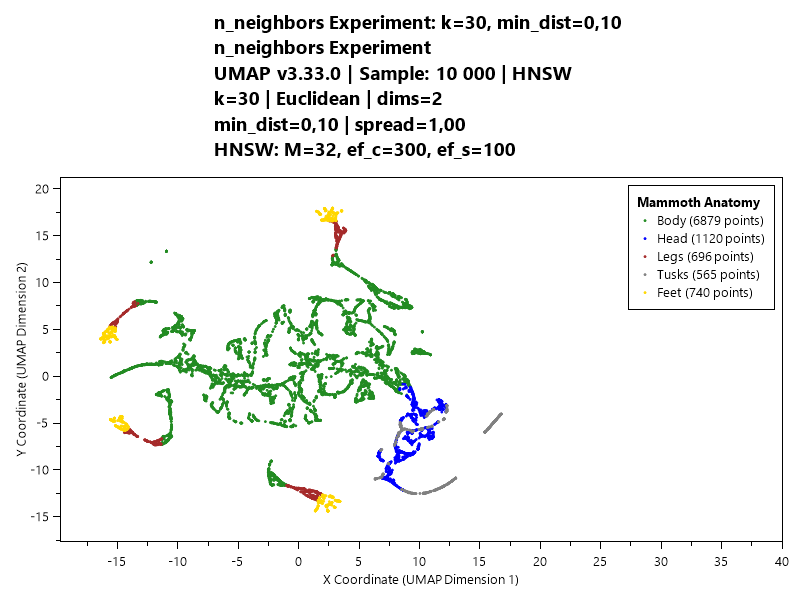 n_neighbors Experiment: k=30, min_dist=0,10
n_neighbors Experiment
UMAP v3.33.0 | Sample: 10 000 | HNSW
k=30 | Euclidean | dims=2
min_dist=0,10 | spread=1,00
HNSW: M=32, ef_c=300, ef_s=100
Mammoth Anatomy
Body (6879 points)
Head (1120 points)
Legs (696 points)
Tusks (565 points)
Feet (740 points)
Y Coordinate (UMAP Dimension 2)
20
15
10
5
0
-5
-10
-15
-15 -10 -5 0 5 10 15 20 25 30 35 40
X Coordinate (UMAP Dimension 1)